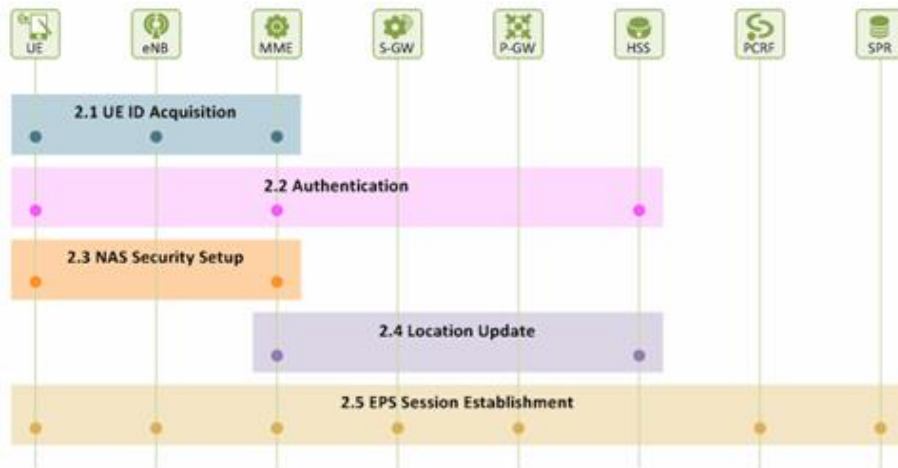 UE eNB MME S-GW P-GW HSS PCRF SPR
2.1 UE ID Acquisition
2.2 Authentication
2.3 NAS Security Setup
2.4 Location Update
2.5 EPS Session Establishment